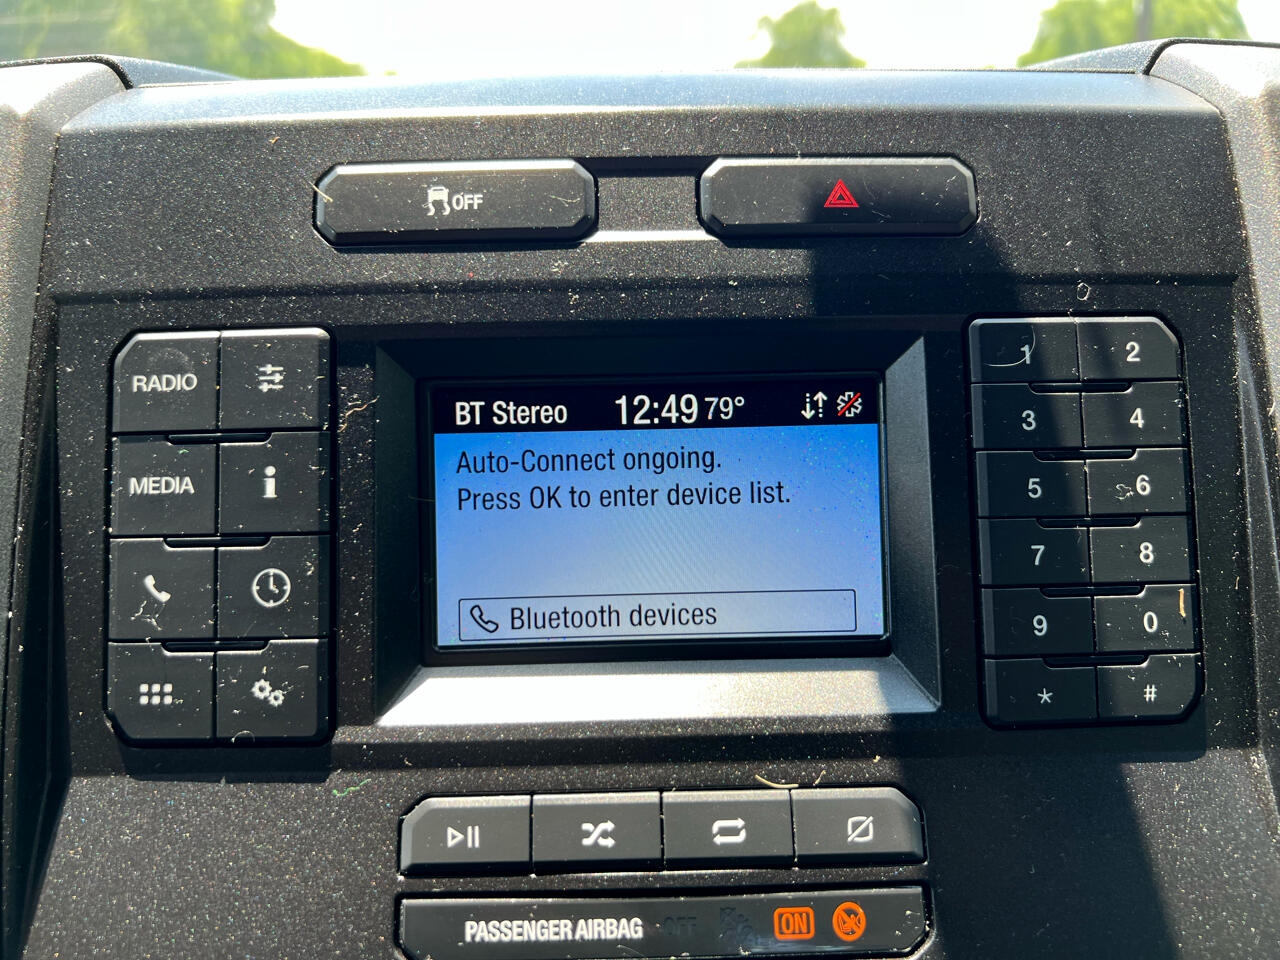 OFF
RADIO
MEDIA
BT Stereo 12:49 79°
Auto-Connect ongoing.
Press OK to enter device list.
Bluetooth devices
1 2
3 4
5 6
7 8
9 0
* #
PASSENGER AIRBAG OFF ON